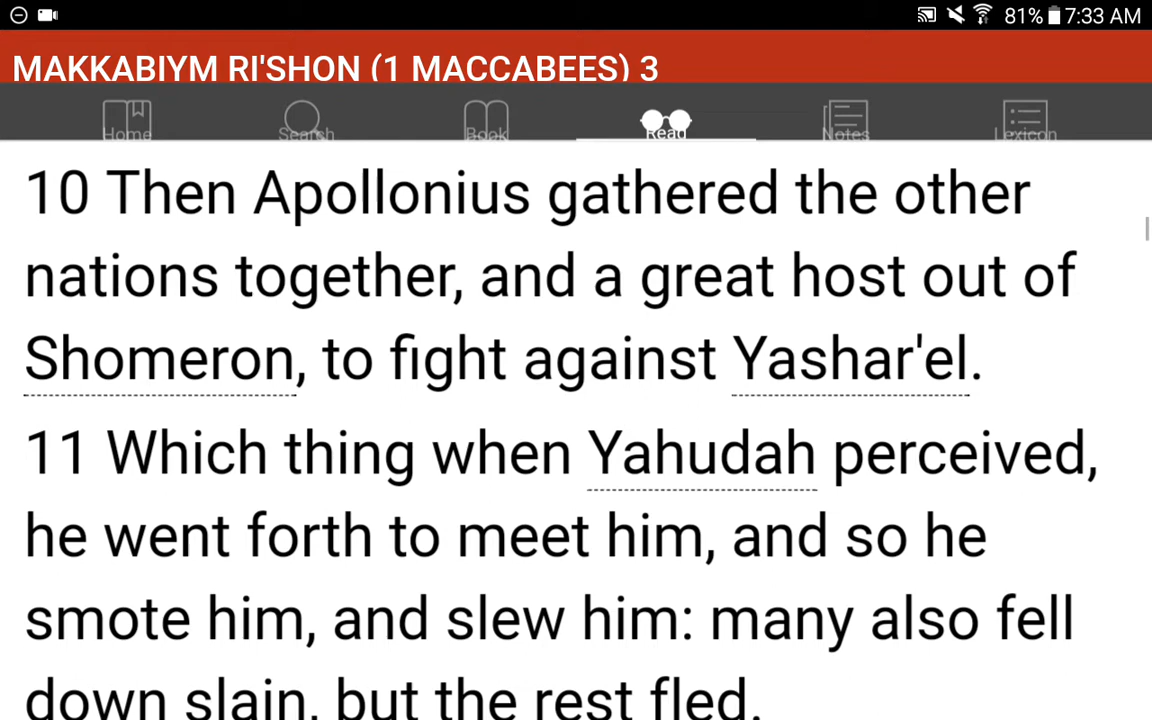 81% 7:33 AM
MAKKABIYM RI'SHON (1 MACCABEES) 3
Home Search Book Read Notes Lexicon
10 Then Apollonius gathered the other
nations together, and a great host out of
Shomeron, to fight against Yashar'el.
11 Which thing when Yahudah perceived,
he went forth to meet him, and so he
smote him, and slew him: many also fell
down slain, but the rest fled.